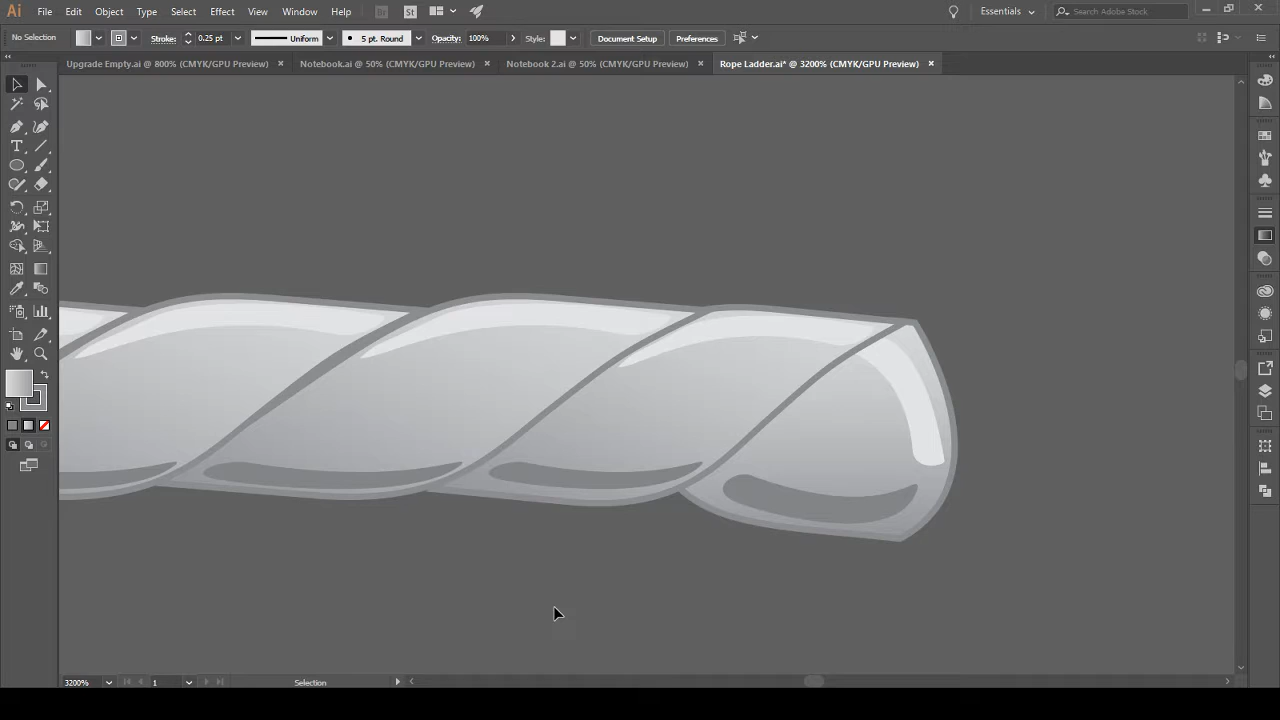 Ai File Edit Object Type Select Effect View Window Help Br St Essentials Search Adobe Stock
No Selection Stroke: 0.25 pt Uniform 5 pt. Round Opacity: 100% Style: Document Setup Preferences
Upgrade Empty.ai @ 800% (CMYK/GPU Preview) Notebook.ai @ 50% (CMYK/GPU Preview) Notebook 2.ai @ 50% (CMYK/GPU Preview) Rope Ladder.ai* @ 3200% (CMYK/GPU Preview)
3200% 1 Selection